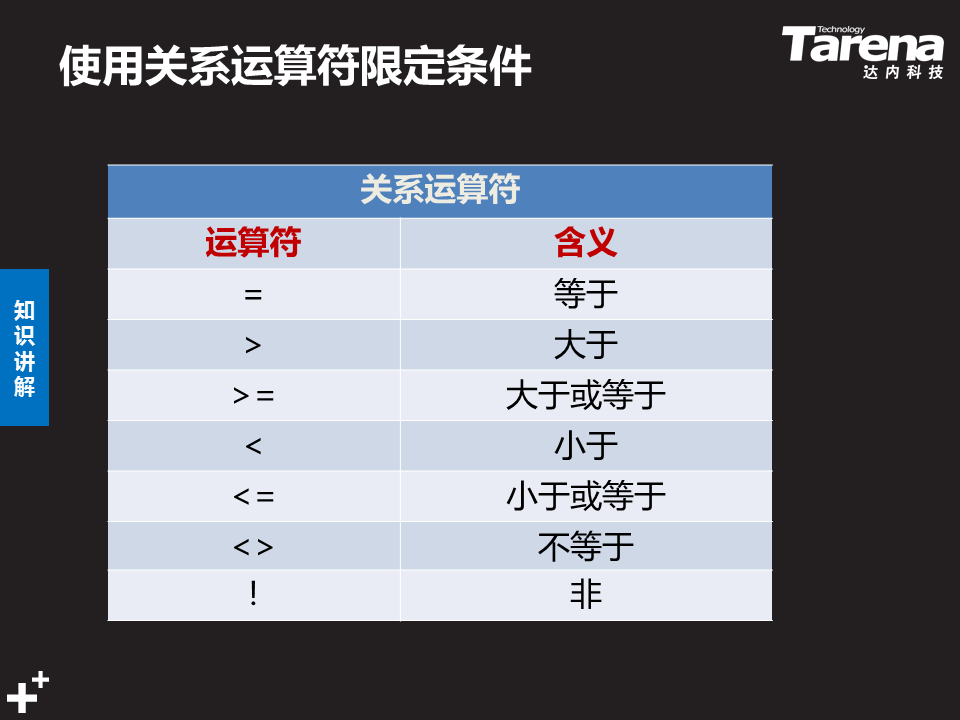 使用关系运算符限定条件
Technology
Tarena
达内科技
关系运算符
运算符 含义
= 等于
> 大于
>= 大于或等于
< 小于
<= 小于或等于
<> 不等于
! 非
知识讲解